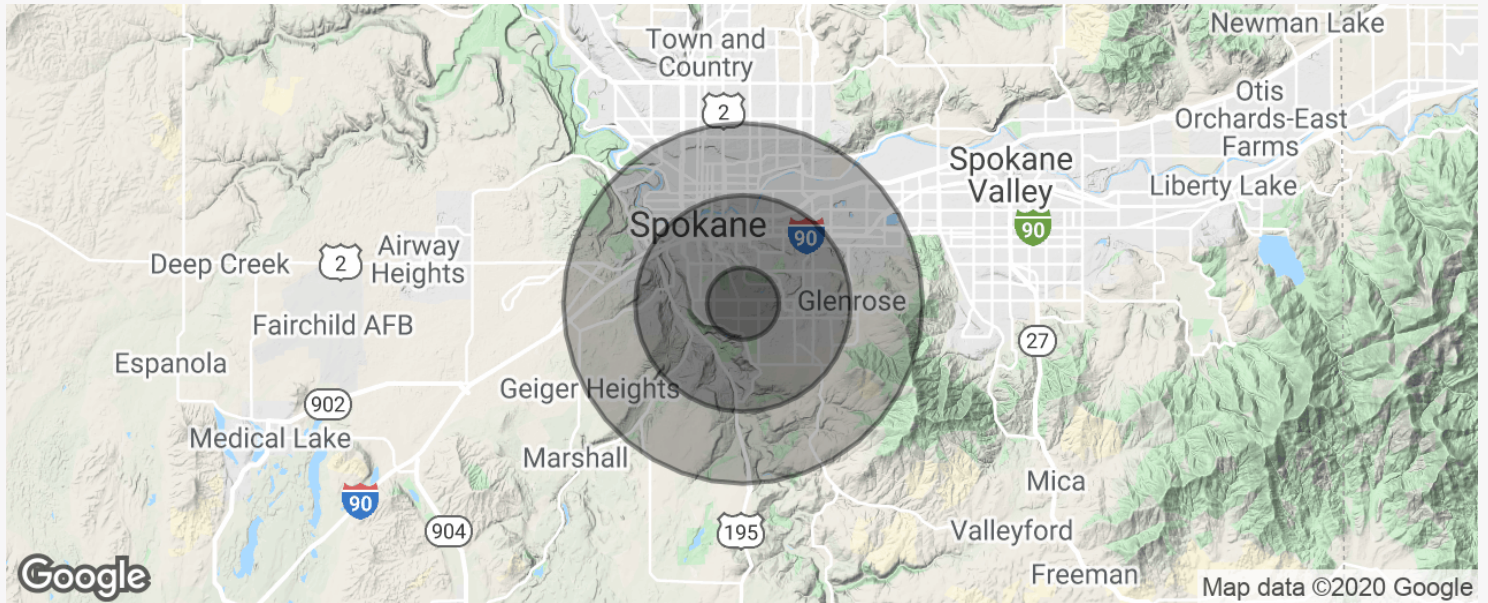 Newman Lake
Town and
Country
2
Otis
Orchards-East
Farms
Spokane
Valley
Liberty Lake
Spokane
90
90
Airway
Heights
2
Deep Creek
Glenrose
Fairchild AFB
27
Espanola
Geiger Heights
902
Medical Lake
Marshall
Mica
90
904
195
Valleyford
Freeman
Google
Map data ©2020 Google